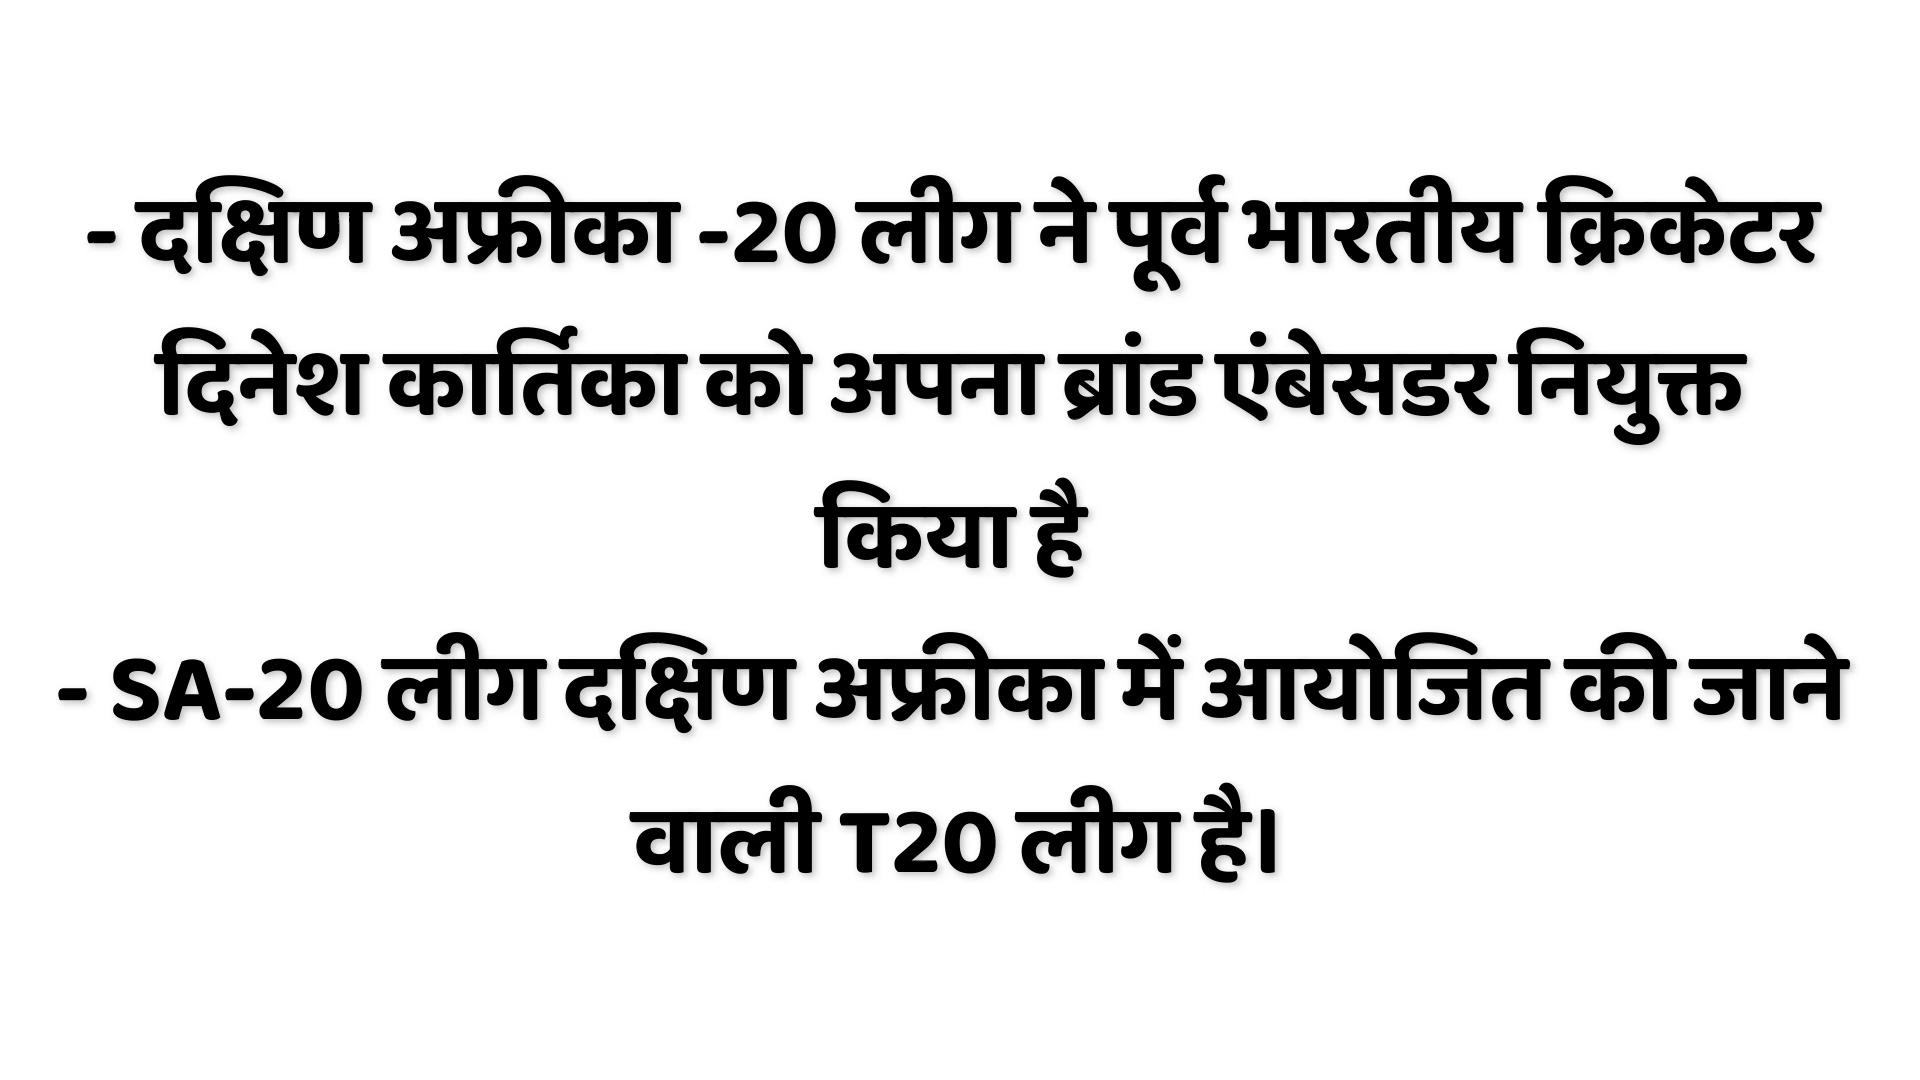 - दक्षिण अफ्रीका -20 लीग ने पूर्व भारतीय क्रिकेटर
दिनेश कार्तिका को अपना ब्रांड एंबेसडर नियुक्त
किया है
- SA-20 लीग दक्षिण अफ्रीका में आयोजित की जाने
वाली T20 लीग है।